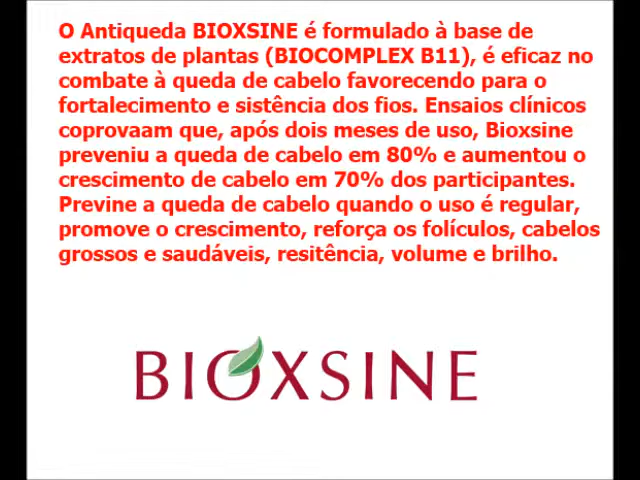 O Antiqueda BIOXSINE é formulado à base de
extratos de plantas (BIOCOMPLEX B11), é eficaz no
combate à queda de cabelo favorecendo para o
fortalecimento e sistência dos fios. Ensaios clínicos
coprovaam que, após dois meses de uso, Bioxsine
preveniu a queda de cabelo em 80% e aumentou o
crescimento de cabelo em 70% dos participantes.
Previne a queda de cabelo quando o uso é regular,
promove o crescimento, reforça os folículos, cabelos
grossos e saudáveis, resitência, volume e brilho.
BIOXSINE